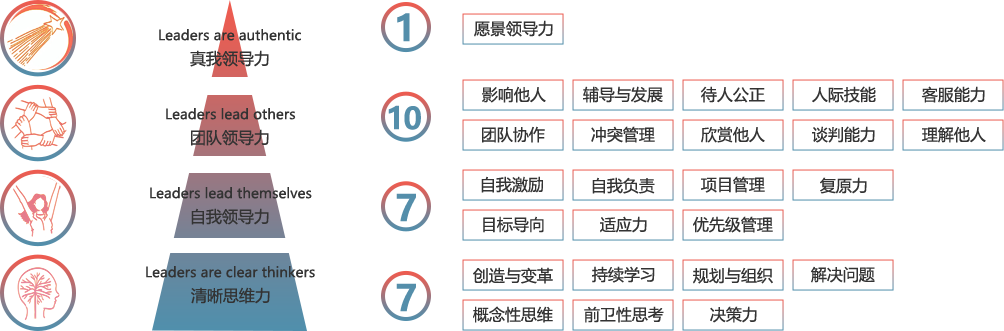 Leaders are authentic
真我领导力
1
愿景领导力
Leaders lead others
团队领导力
10
影响他人 辅导与发展 待人公正 人际技能 客服能力
团队协作 冲突管理 欣赏他人 谈判能力 理解他人
Leaders lead themselves
自我领导力
7
自我激励 自我负责 项目管理 复原力
目标导向 适应力 优先级管理
Leaders are clear thinkers
清晰思维力
7
创造与变革 持续学习 规划与组织 解决问题
概念性思维 前卫性思考 决策力